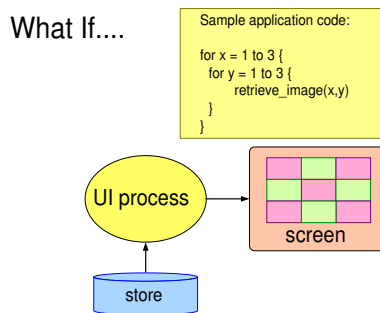 What If....
Sample application code:
for x = 1 to 3 {
for y = 1 to 3 {
retrieve_image(x,y)
}
}
UI process
screen
store